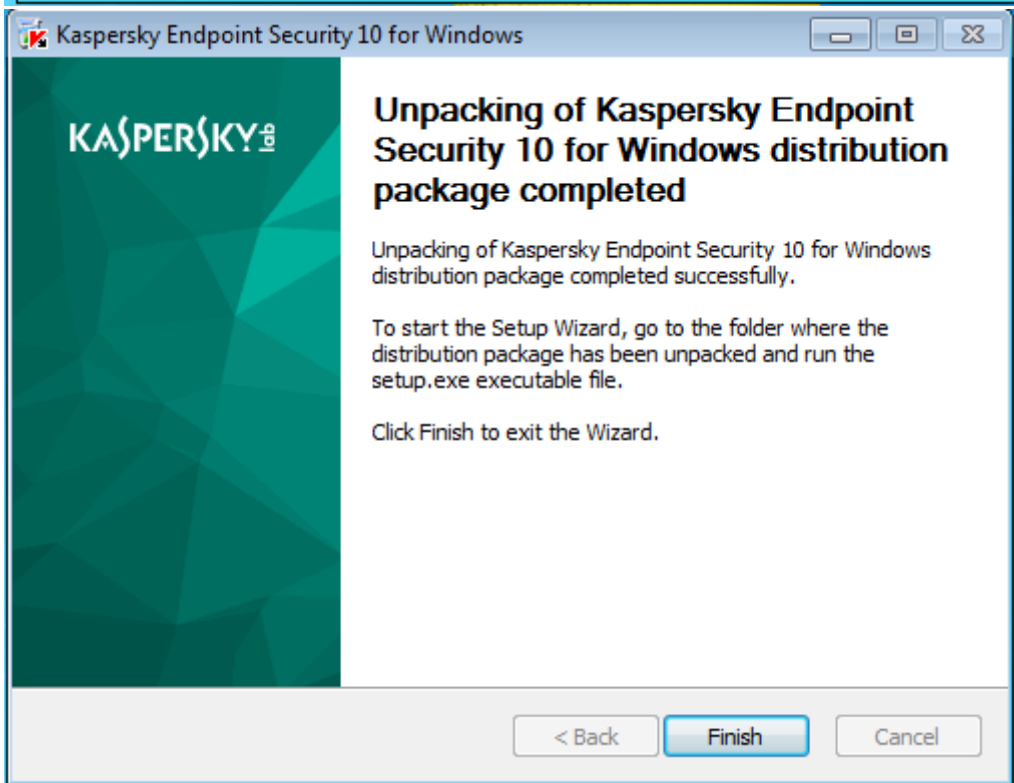 Kaspersky Endpoint Security 10 for Windows
KASPERSKY lab
Unpacking of Kaspersky Endpoint
Security 10 for Windows distribution
package completed
Unpacking of Kaspersky Endpoint Security 10 for Windows
distribution package completed successfully.
To start the Setup Wizard, go to the folder where the
distribution package has been unpacked and run the
setup.exe executable file.
Click Finish to exit the Wizard.
< Back
Finish
Cancel